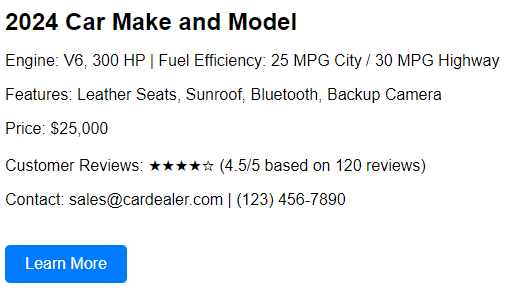 2024 Car Make and Model
Engine: V6, 300 HP | Fuel Efficiency: 25 MPG City / 30 MPG Highway
Features: Leather Seats, Sunroof, Bluetooth, Backup Camera
Price: $25,000
Customer Reviews: ★★★★☆ (4.5/5 based on 120 reviews)
Contact: sales@cardealer.com | (123) 456-7890
Learn More